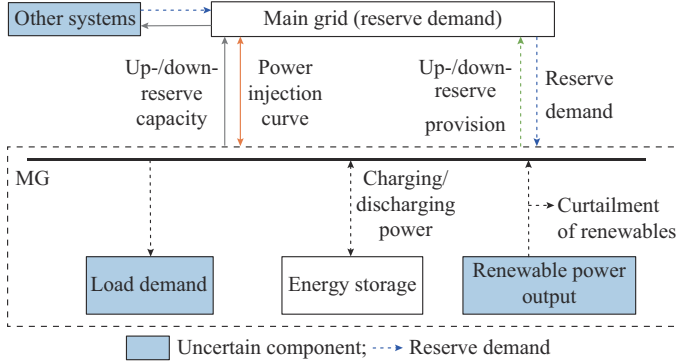 Other systems
Main grid (reserve demand)
Up-/down-
reserve
capacity
Power
injection
curve
Up-/down-
reserve
provision
Reserve
demand
MG
Charging/
discharging
power
Curtailment
of renewables
Load demand
Energy storage
Renewable power
output
Uncertain component; Reserve demand